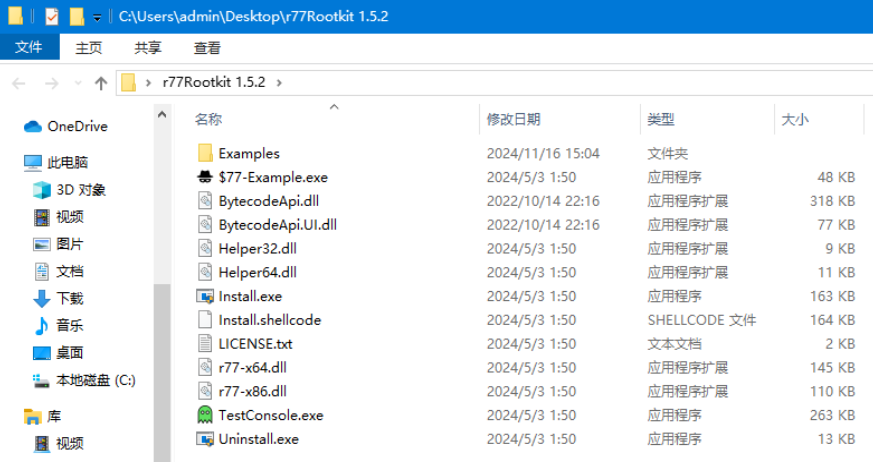 C:\Users\admin\Desktop\r77Rootkit 1.5.2
文件 主页 共享 查看
r77Rootkit 1.5.2
名称 修改日期 类型 大小
OneDrive
此电脑
3D 对象
视频
图片
文档
下载
音乐
桌面
本地磁盘 (C:)
库
视频
Examples 2024/11/16 15:04 文件夹
$77-Example.exe 2024/5/3 1:50 应用程序 48 KB
BytecodeApi.dll 2022/10/14 22:16 应用程序扩展 318 KB
BytecodeApi.UI.dll 2022/10/14 22:16 应用程序扩展 77 KB
Helper32.dll 2024/5/3 1:50 应用程序扩展 9 KB
Helper64.dll 2024/5/3 1:50 应用程序扩展 11 KB
Install.exe 2024/5/3 1:50 应用程序 163 KB
Install.shellcode 2024/5/3 1:50 SHELLCODE 文件 164 KB
LICENSE.txt 2024/5/3 1:50 文本文档 2 KB
r77-x64.dll 2024/5/3 1:50 应用程序扩展 145 KB
r77-x86.dll 2024/5/3 1:50 应用程序扩展 110 KB
TestConsole.exe 2024/5/3 1:50 应用程序 263 KB
Uninstall.exe 2024/5/3 1:50 应用程序 13 KB